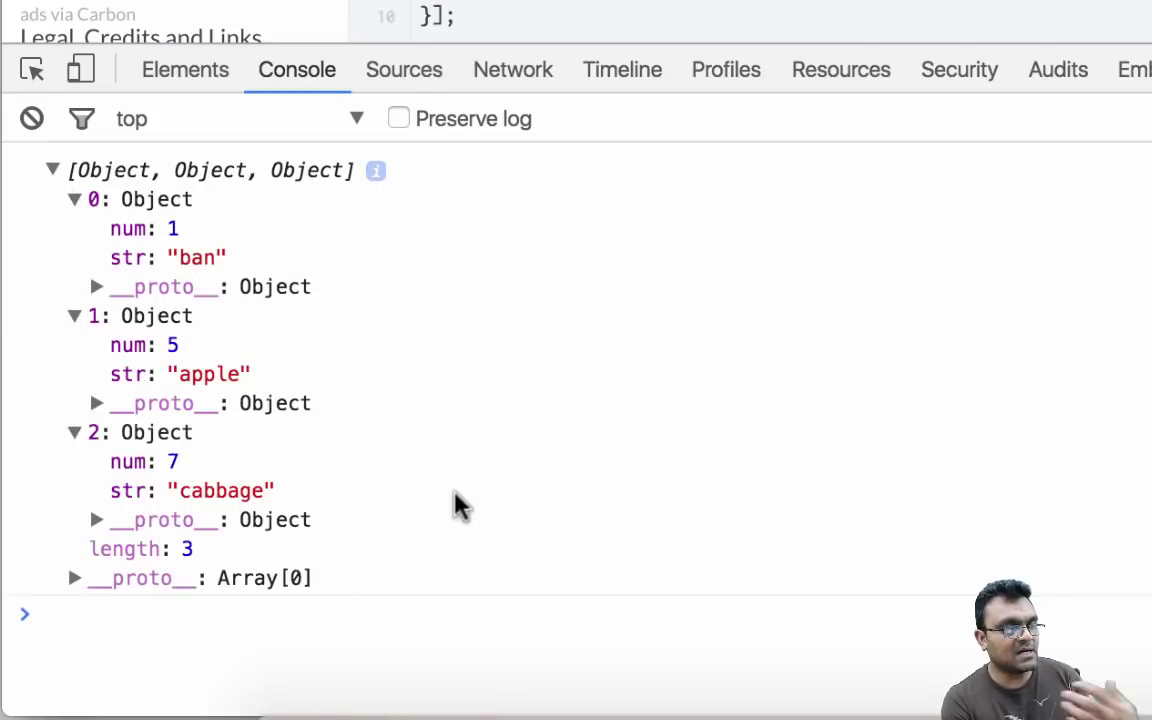 ads via Carbon
Legal, Credits and Links
10 }];
Elements Console Sources Network Timeline Profiles Resources Security Audits Emb
top Preserve log
[Object, Object, Object] i
0: Object
num: 1
str: "ban"
__proto__: Object
1: Object
num: 5
str: "apple"
__proto__: Object
2: Object
num: 7
str: "cabbage"
__proto__: Object
length: 3
__proto__: Array[0]
>